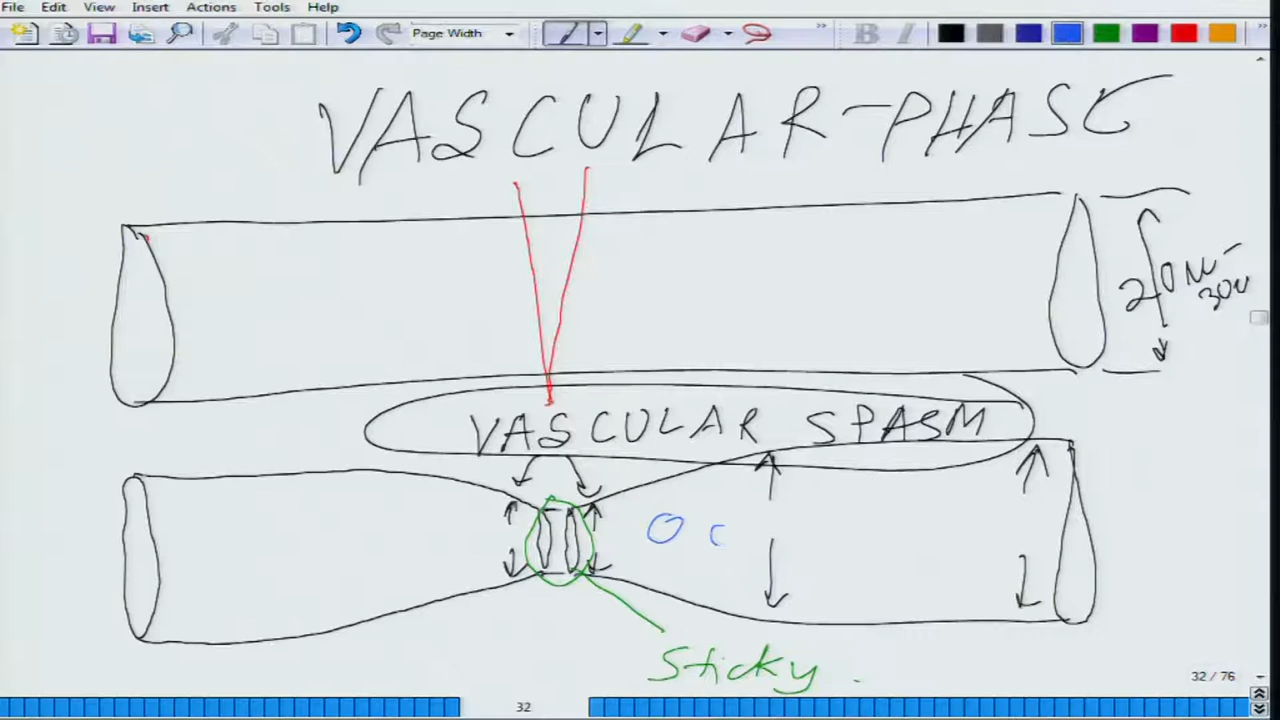 File Edit View Insert Actions Tools Help
Page Width
B I
VASCULAR-PHASE
VASCULAR SPASM
Sticky
32 / 76
32